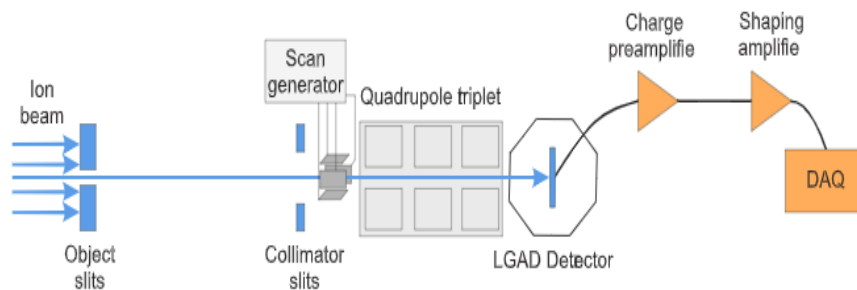 Charge
preamplifie
Shaping
amplifie
Scan
generator
Ion
beam
Quadrupole triplet
DAQ
Object
slits
Collimator
slits
LGAD Detector